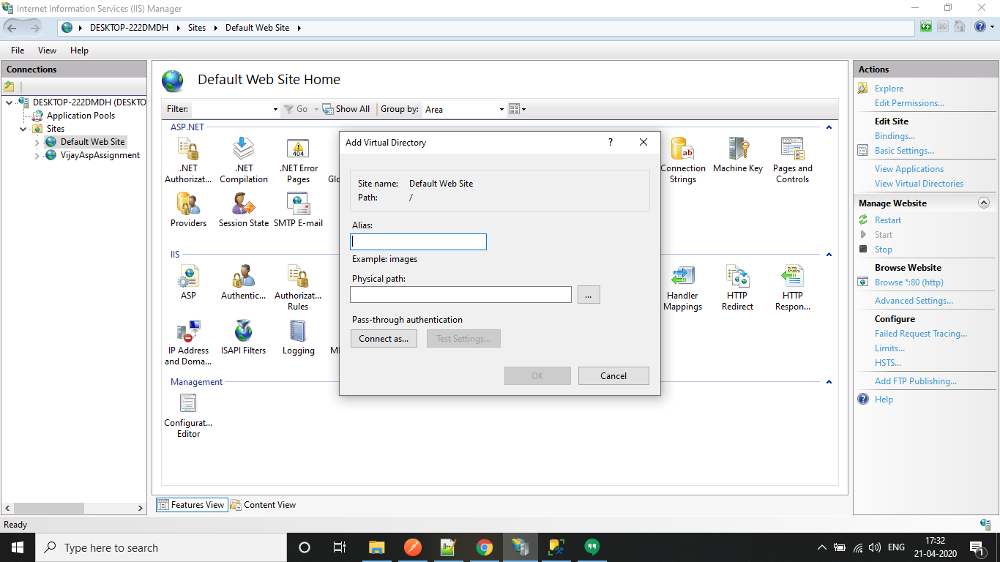 Internet Information Services (IIS) Manager
DESKTOP-222DMDH Sites Default Web Site
File View Help
Connections
DESKTOP-222DMDH (DESKTO
Application Pools
Sites
Default Web Site
VijayAspAssignment
Default Web Site Home
Filter: Go Show All Group by: Area
ASP.NET
.NET Authorizat...
.NET Compilation
404
.NET Error Pages
Connection Strings
ab
Machine Key
Pages and Controls
Providers
Session State
SMTP E-mail
IIS
ASP
Authentic...
Authorizat... Rules
Handler Mappings
HTTP Redirect
HTTP Respon...
IP Address and Doma...
ISAPI Filters
Logging
Management
Configurat... Editor
Add Virtual Directory ?
Site name: Default Web Site
Path: /
Alias:
Example: images
Physical path:
...
Pass-through authentication
Connect as... Test Settings...
OK Cancel
Features View Content View
Actions
Explore
Edit Permissions...
Edit Site
Bindings...
Basic Settings...
View Applications
View Virtual Directories
Manage Website
Restart
Start
Stop
Browse Website
Browse *:80 (http)
Advanced Settings...
Configure
Failed Request Tracing...
Limits...
HSTS...
Add FTP Publishing...
Help
Ready
Type here to search
ENG
17:32
21-04-2020
1